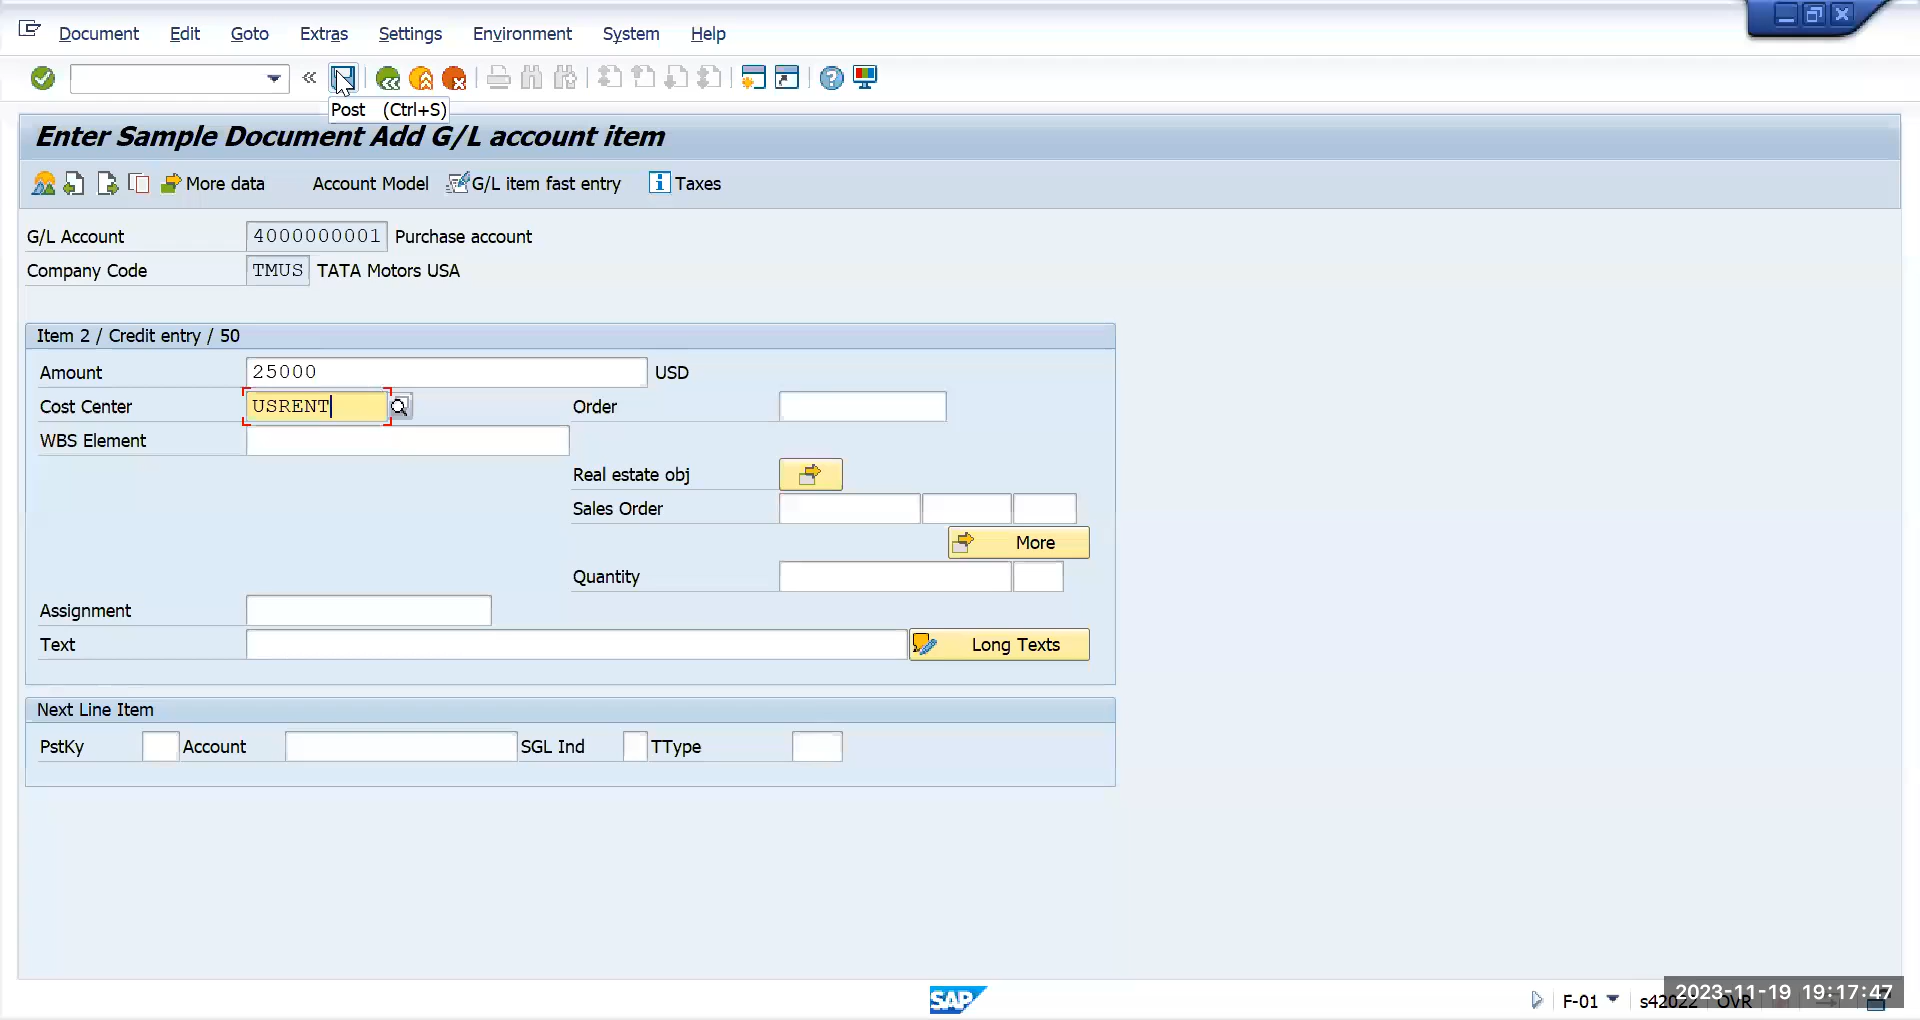 Document Edit Goto Extras Settings Environment System Help
Post (Ctrl+S)
Enter Sample Document Add G/L account item
More data Account Model G/L item fast entry Taxes
G/L Account 4000000001 Purchase account
Company Code TMUS TATA Motors USA
Item 2 / Credit entry / 50
Amount 25000 USD
Cost Center USRENT Order
WBS Element
Real estate obj
Sales Order
More
Quantity
Assignment
Text Long Texts
Next Line Item
PstKy Account SGL Ind TType
SAP F-01 s42022 OVR
2023-11-19 19:17:47